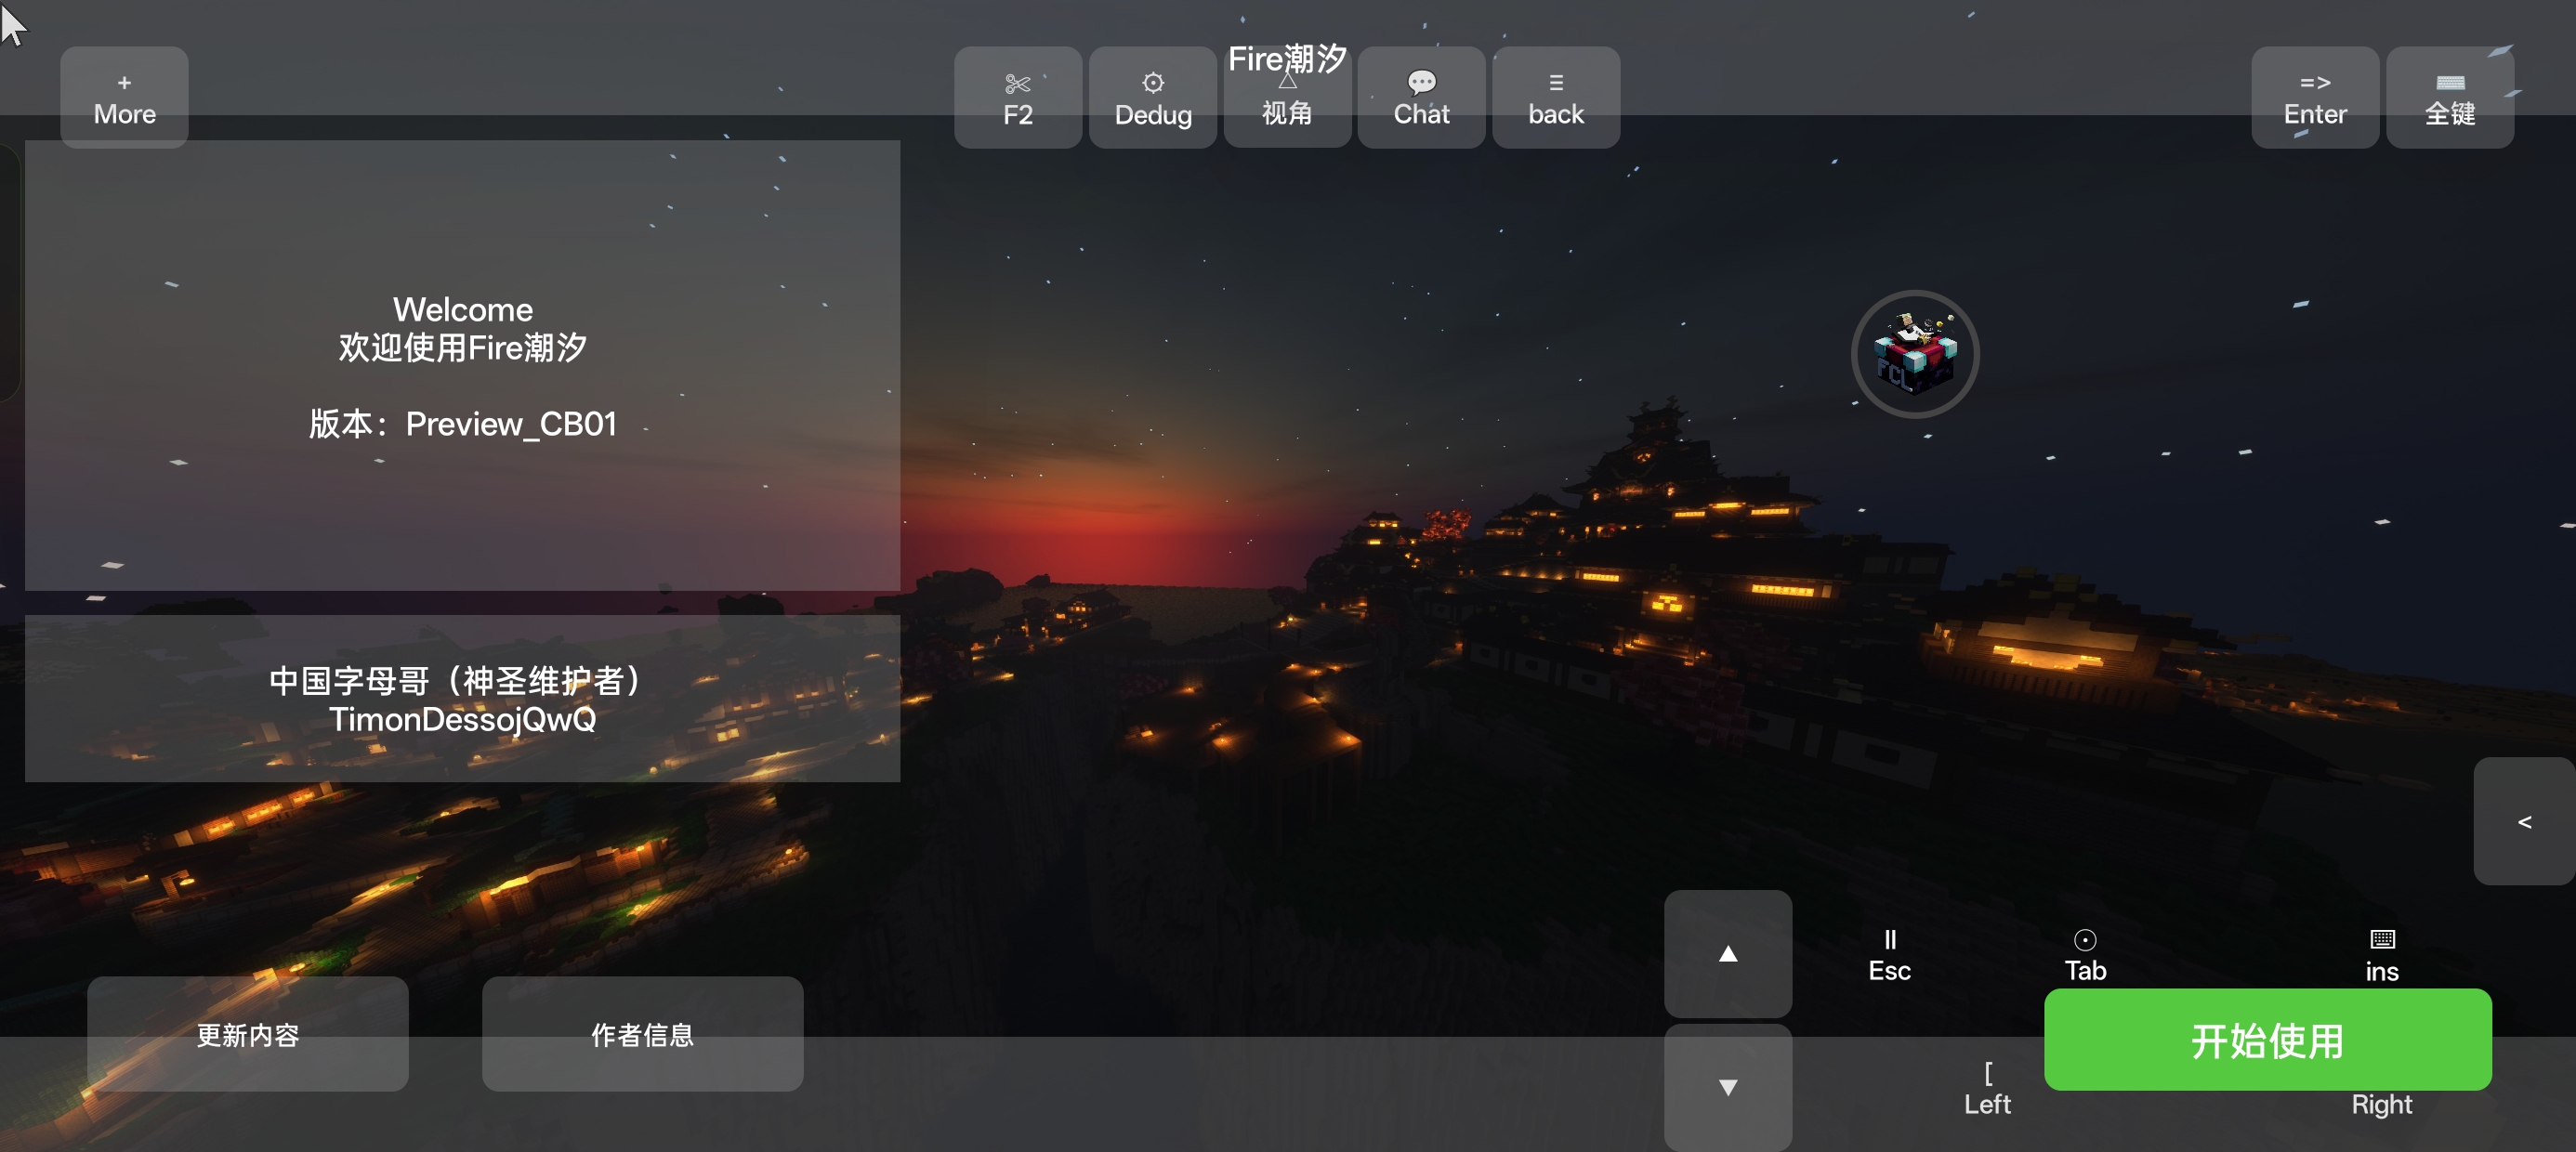 Fire潮汐
+
More
F2
Dedug
视角
Chat
back
=>
Enter
全键
Welcome
欢迎使用Fire潮汐
版本：Preview_CB01
FCL
中国字母哥（神圣维护者）
TimonDessojQwQ
<
Esc
Tab
ins
更新内容
作者信息
开始使用
[
Left
Right